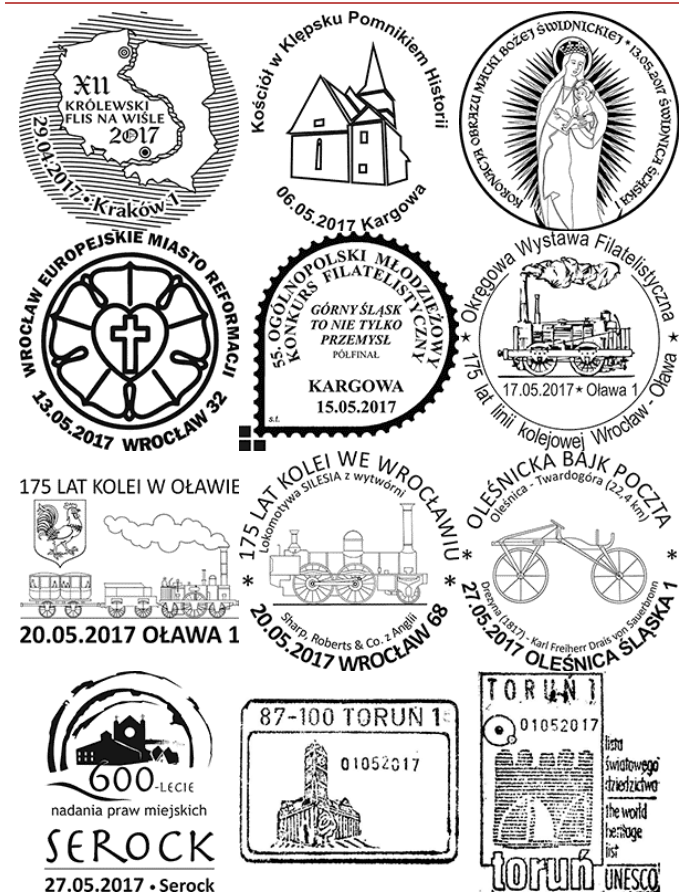 XII
KRÓLEWSKI
FLIS NA WIŚLE
2017
29.04.2017 • Kraków 1
Kościół w Klępsku Pomnikiem Historii
06.05.2017 Kargowa
KORONACJA OBRAZU MATKI BOŻEJ ŚWIDNICKIEJ * 13.05.2017 ŚWIDNICA ŚLĄSKA 1
WROCŁAW EUROPEJSKIE MIASTO REFORMACJI
13.05.2017 WROCŁAW 32
55. OGÓLNOPOLSKI MŁODZIEŻOWY
KONKURS FILATELISTYCZNY
GÓRNY ŚLĄSK
TO NIE TYLKO
PRZEMYSŁ
PÓŁFINAŁ
KARGOWA
15.05.2017
s.t.
Okręgowa Wystawa Filatelistyczna
17.05.2017 * Oława 1
* 175 lat linii kolejowej Wrocław - Oława *
175 LAT KOLEI W OŁAWIE
20.05.2017 OŁAWA 1
175 LAT KOLEI WE WROCŁAWIU
Lokomotywa SILESIA z wytwórni
Sharp, Roberts & Co. z Anglii
* 20.05.2017 WROCŁAW 68 *
OLEŚNICKA BAJK POCZTA
Oleśnica - Twardogóra (22,4 km)
Drezyna (1817) - Karl Freiherr Drais von Sauerbronn
* 27.05.2017 OLEŚNICA ŚLĄSKA 1 *
600-LECIE
nadania praw miejskich
SEROCK
27.05.2017 • Serock
87-100 TORUŃ 1
01052017
TORUŃ 1
01052017
lista
światowego
dziedzictwa
the world
heritage
list
toruń UNESCO